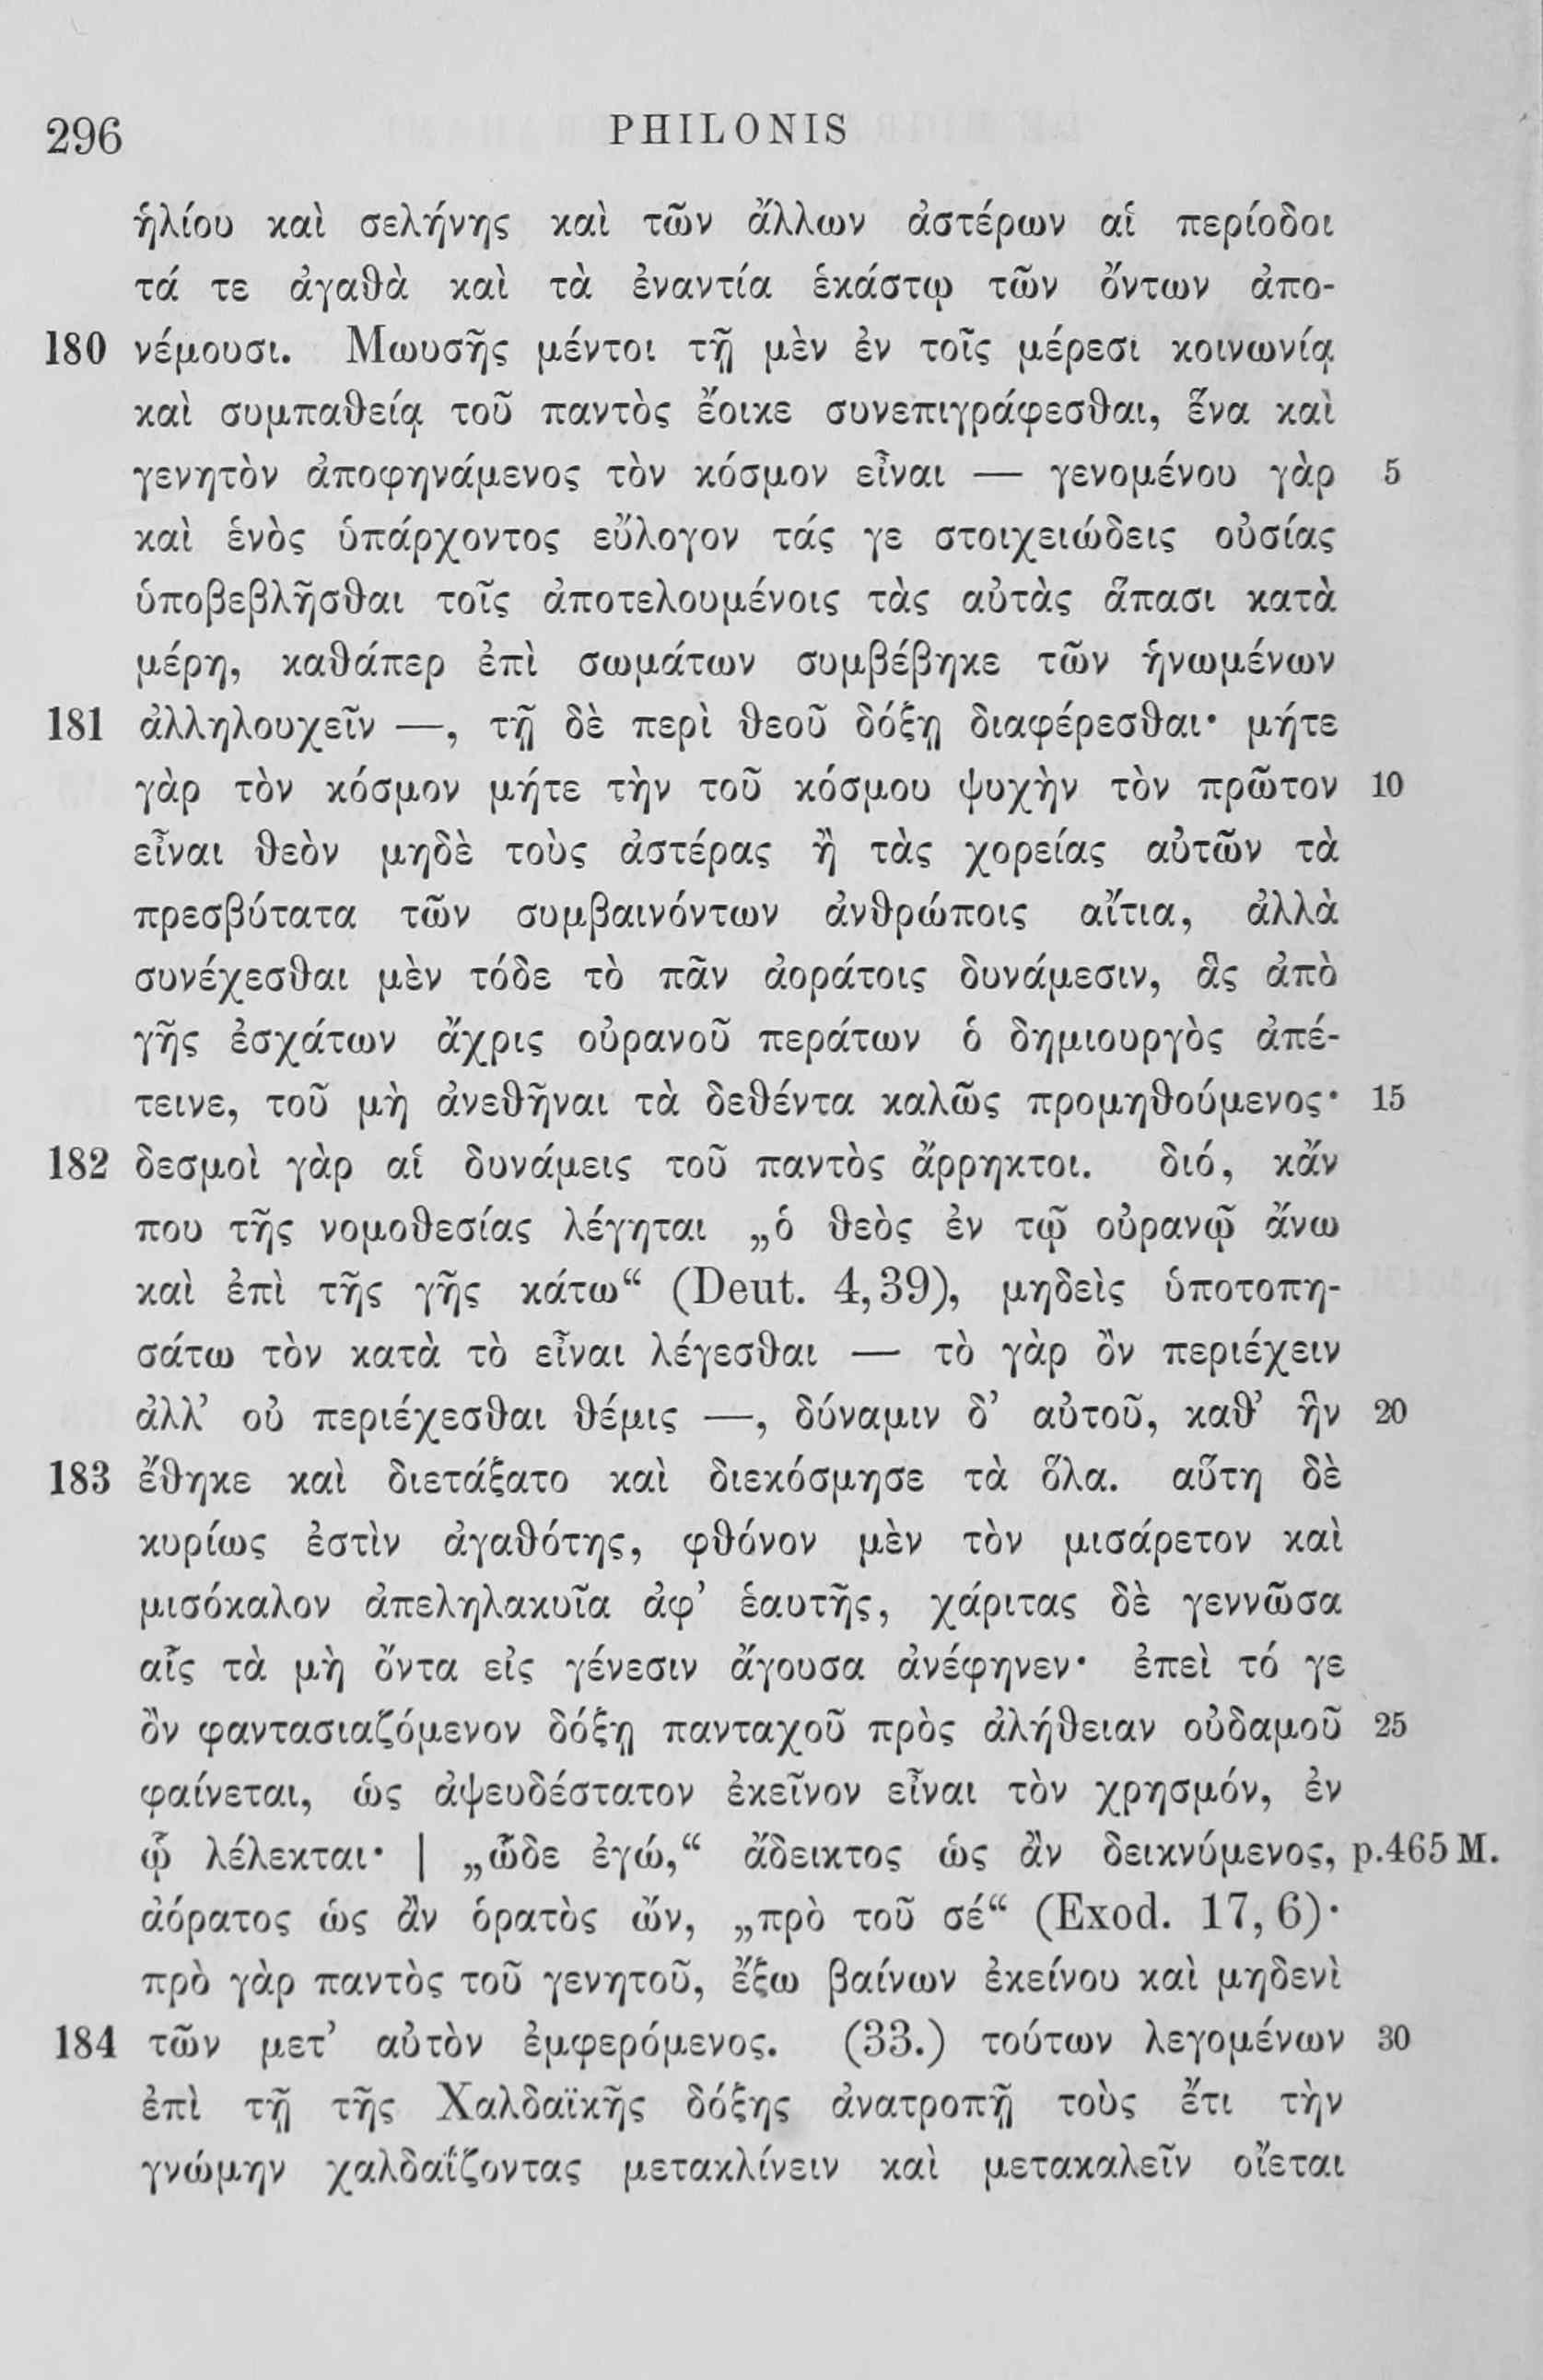 296 PHILONIS
ἡλίου καὶ σελήνης καὶ τῶν ἄλλων ἀστέρων αἱ περίοδοι
τά τε ἀγαθὰ καὶ τὰ ἐναντία ἑκάστῳ τῶν ὄντων ἀπο-
180 νέμουσι. Μωυσῆς μέντοι τῇ μὲν ἐν τοῖς μέρεσι κοινωνίᾳ
καὶ συμπαθείᾳ τοῦ παντὸς ἔοικε συνεπιγράφεσθαι, ἕνα καὶ
γενητὸν ἀποφηνάμενος τὸν κόσμον εἶναι — γενομένου γὰρ 5
καὶ ἑνὸς ὑπάρχοντος εὔλογον τάς γε στοιχειώδεις οὐσίας
ὑποβεβλῆσθαι τοῖς ἀποτελουμένοις τὰς αὐτὰς ἅπασι κατὰ
μέρη, καθάπερ ἐπὶ σωμάτων συμβέβηκε τῶν ἡνωμένων
181 ἀλληλουχεῖν —, τῇ δὲ περὶ θεοῦ δόξῃ διαφέρεσθαι· μήτε
γὰρ τὸν κόσμον μήτε τὴν τοῦ κόσμου ψυχὴν τὸν πρῶτον 10
εἶναι θεὸν μηδὲ τοὺς ἀστέρας ἢ τὰς χορείας αὐτῶν τὰ
πρεσβύτατα τῶν συμβαινόντων ἀνθρώποις αἴτια, ἀλλὰ
συνέχεσθαι μὲν τόδε τὸ πᾶν ἀοράτοις δυνάμεσιν, ἃς ἀπὸ
γῆς ἐσχάτων ἄχρις οὐρανοῦ περάτων ὁ δημιουργὸς ἀπέ-
τεινε, τοῦ μὴ ἀνεθῆναι τὰ δεθέντα καλῶς προμηθούμενος· 15
182 δεσμοὶ γὰρ αἱ δυνάμεις τοῦ παντὸς ἄρρηκτοι. διό, κἄν
που τῆς νομοθεσίας λέγηται „ὁ θεὸς ἐν τῷ οὐρανῷ ἄνω
καὶ ἐπὶ τῆς γῆς κάτω“ (Deut. 4,39), μηδεὶς ὑποτοπη-
σάτω τὸν κατὰ τὸ εἶναι λέγεσθαι — τὸ γὰρ ὂν περιέχειν
ἀλλ’ οὐ περιέχεσθαι θέμις —, δύναμιν δ’ αὐτοῦ, καθ’ ἣν 20
183 ἔθηκε καὶ διετάξατο καὶ διεκόσμησε τὰ ὅλα. αὕτη δὲ
κυρίως ἐστὶν ἀγαθότης, φθόνον μὲν τὸν μισάρετον καὶ
μισόκαλον ἀπεληλακυῖα ἀφ’ ἑαυτῆς, χάριτας δὲ γεννῶσα
αἷς τὰ μὴ ὄντα εἰς γένεσιν ἄγουσα ἀνέφηνεν· ἐπεὶ τό γε
ὂν φαντασιαζόμενον δόξῃ πανταχοῦ πρὸς ἀλήθειαν οὐδαμοῦ 25
φαίνεται, ὡς ἀψευδέστατον ἐκεῖνον εἶναι τὸν χρησμόν, ἐν
ᾧ λέλεκται· | „ὧδε ἐγώ,“ ἄδεικτος ὡς ἂν δεικνύμενος, p.465 M.
ἀόρατος ὡς ἂν ὁρατὸς ὤν, „πρὸ τοῦ σέ“ (Exod. 17,6)·
πρὸ γὰρ παντὸς τοῦ γενητοῦ, ἔξω βαίνων ἐκείνου καὶ μηδενὶ
184 τῶν μετ’ αὐτὸν ἐμφερόμενος. (33.) τούτων λεγομένων 30
ἐπὶ τῇ τῆς Χαλδαϊκῆς δόξης ἀνατροπῇ τοὺς ἔτι τὴν
γνώμην χαλδαΐζοντας μετακλίνειν καὶ μετακαλεῖν οἴεται